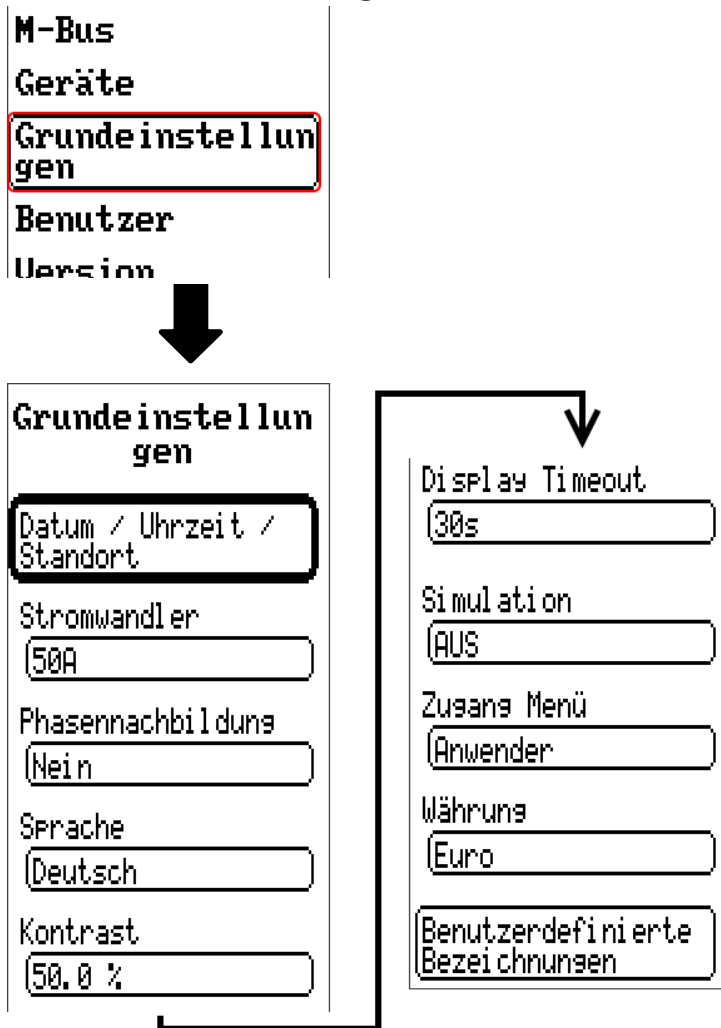 M-Bus
Geräte
Grundeinstellun
gen
Benutzer
Version
Grundeinstellun
gen
Datum / Uhrzeit /
Standort
Stromwandler
50A
Phasennachbildung
Nein
Sprache
Deutsch
Kontrast
50.0 %
Display Timeout
30s
Simulation
AUS
Zugang Menü
Anwender
Währung
Euro
Benutzerdefinierte
Bezeichnungen